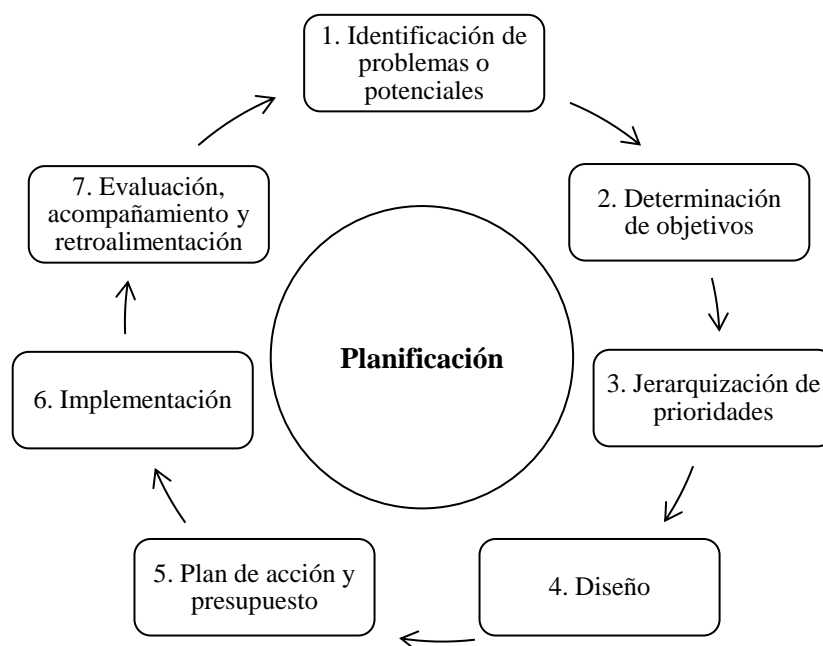 1. Identificación de
problemas o
potenciales
2. Determinación
de objetivos
3. Jerarquización de
prioridades
4. Diseño
5. Plan de acción y
presupuesto
6. Implementación
7. Evaluación,
acompañamiento y
retroalimentación
Planificación